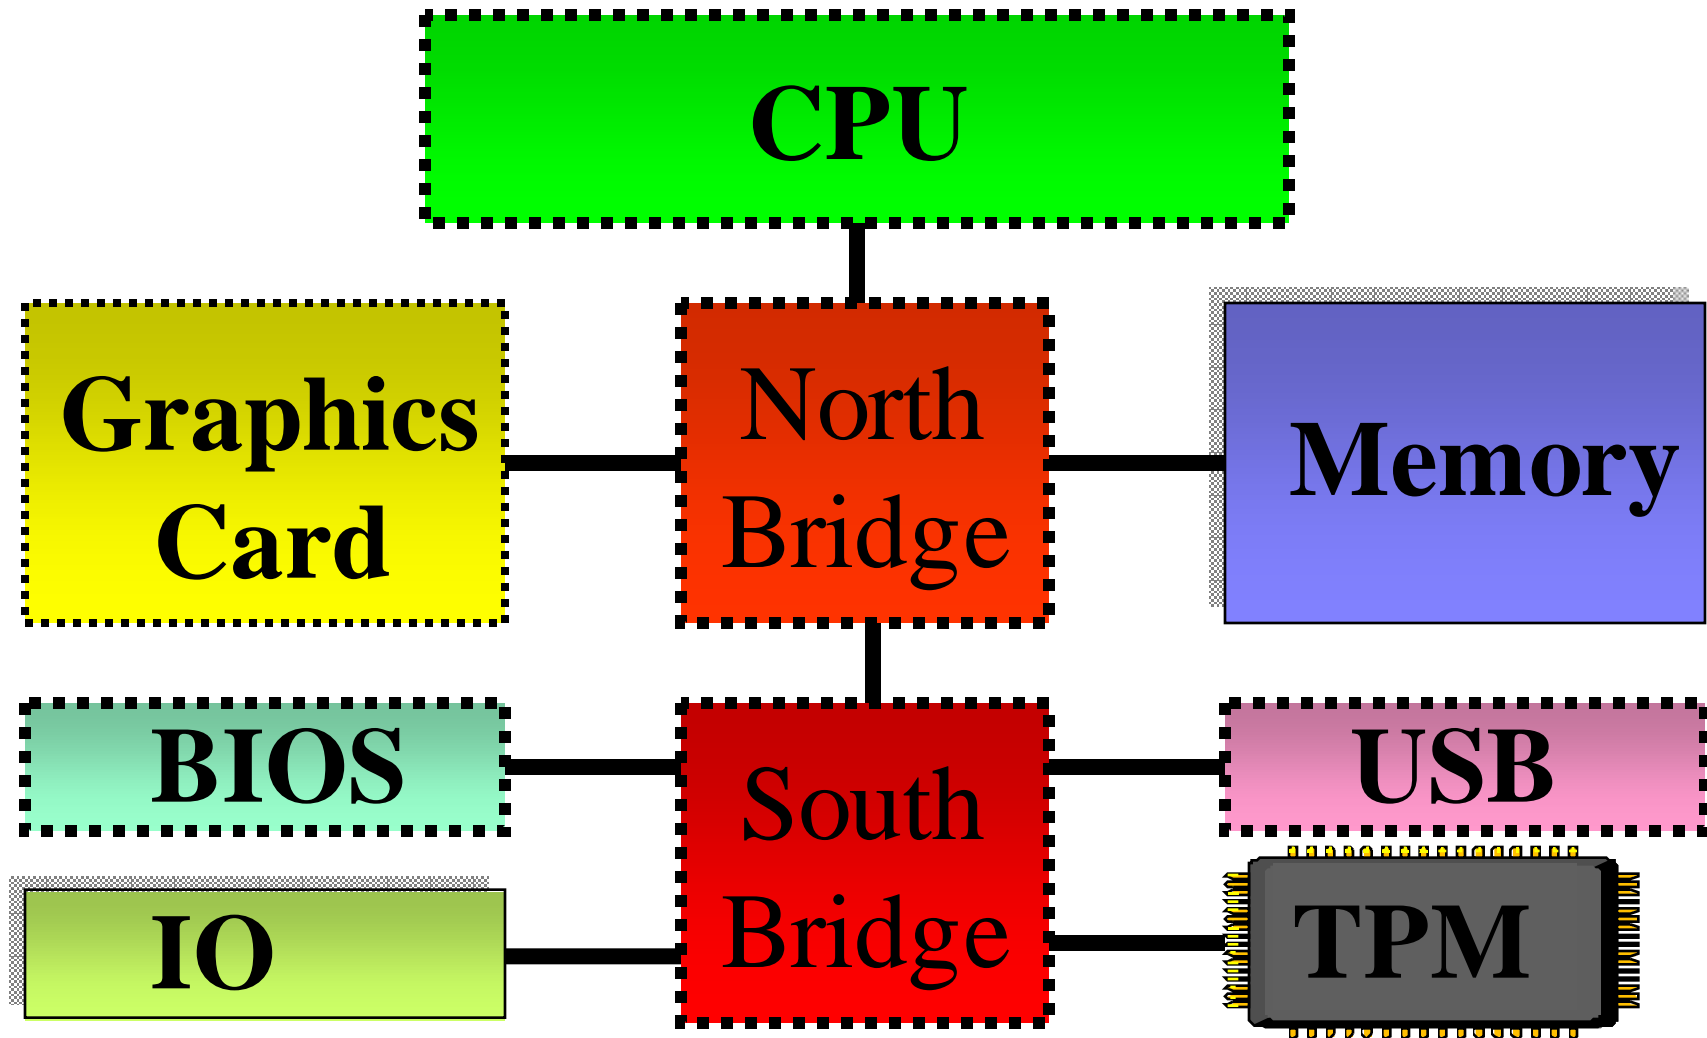 CPU
Graphics
Card
North
Bridge
Memory
BIOS
South
Bridge
USB
IO
TPM